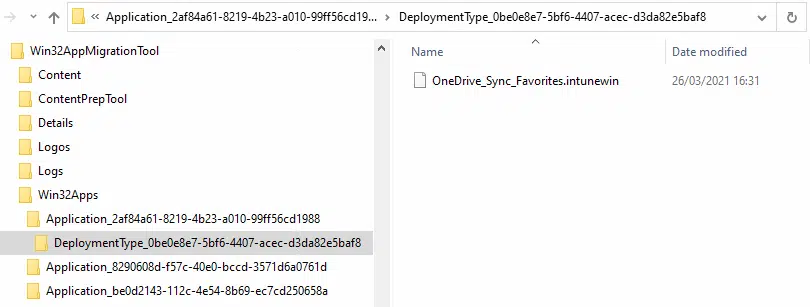 « Application_2af84a61-8219-4b23-a010-99ff56cd19... > DeploymentType_0be0e8e7-5bf6-4407-acec-d3da82e5baf8
Win32AppMigrationTool
Content
ContentPrepTool
Details
Logos
Logs
Win32Apps
Application_2af84a61-8219-4b23-a010-99ff56cd1988
DeploymentType_0be0e8e7-5bf6-4407-acec-d3da82e5baf8
Application_8290608d-f57c-40e0-bccd-3571d6a0761d
Application_be0d2143-112c-4e54-8b69-ec7cd250658a
Name Date modified
OneDrive_Sync_Favorites.intunewin 26/03/2021 16:31